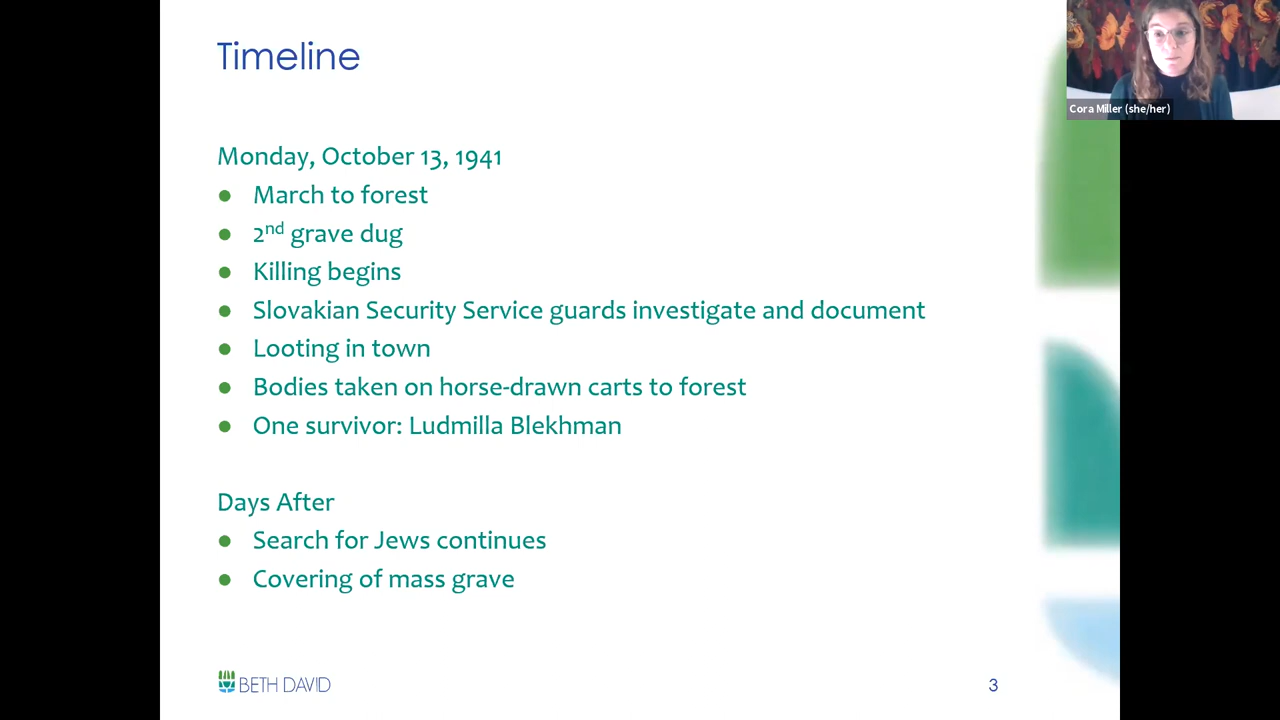 Timeline
Cora Miller (she/her)
Monday, October 13, 1941
● March to forest
● 2nd grave dug
● Killing begins
● Slovakian Security Service guards investigate and document
● Looting in town
● Bodies taken on horse-drawn carts to forest
● One survivor: Ludmilla Blekhman
Days After
● Search for Jews continues
● Covering of mass grave
BETH DAVID
3